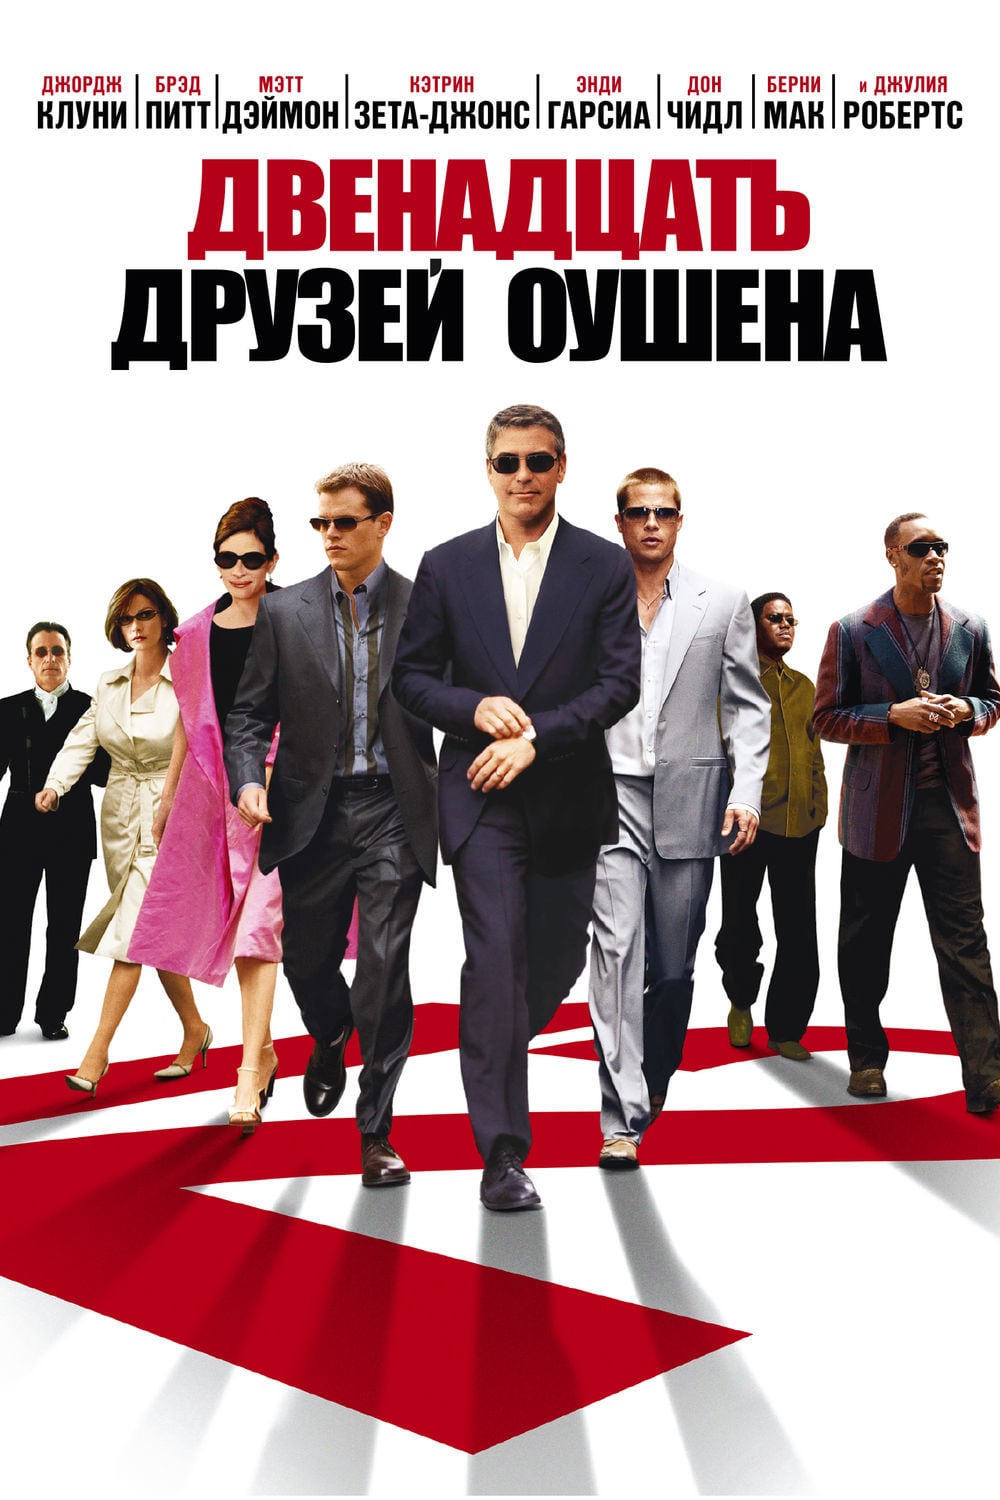 ДЖОРДЖ БРЭД МЭТТ КЭТРИН ЭНДИ ДОН БЕРНИ И ДЖУЛИЯ
КЛУНИ ПИТТ ДЭЙМОН ЗЕТА-ДЖОНС ГАРСИА ЧИДЛ МАК РОБЕРТС
ДВЕНАДЦАТЬ
ДРУЗЕЙ ОУШЕНА